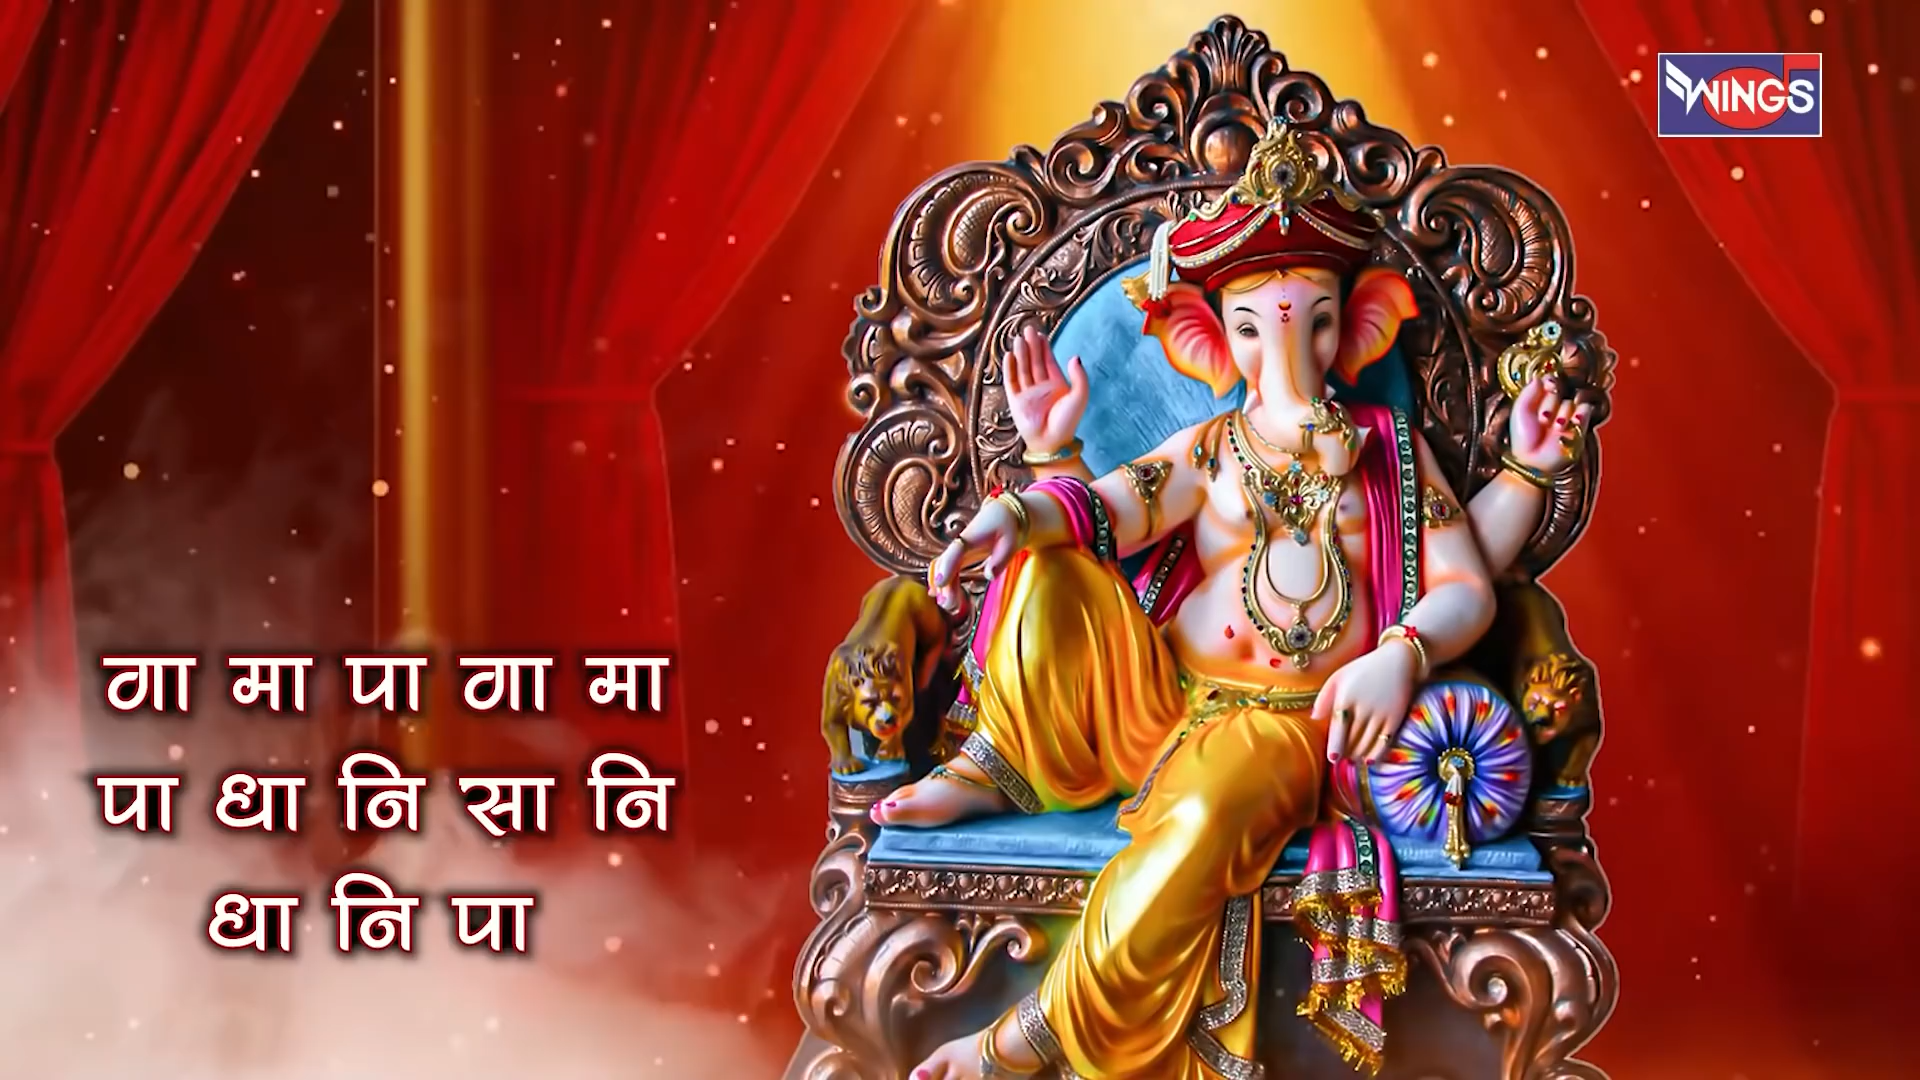 WINGS
गा मा पा गा मा
पा धा नि सा नि
धा नि पा